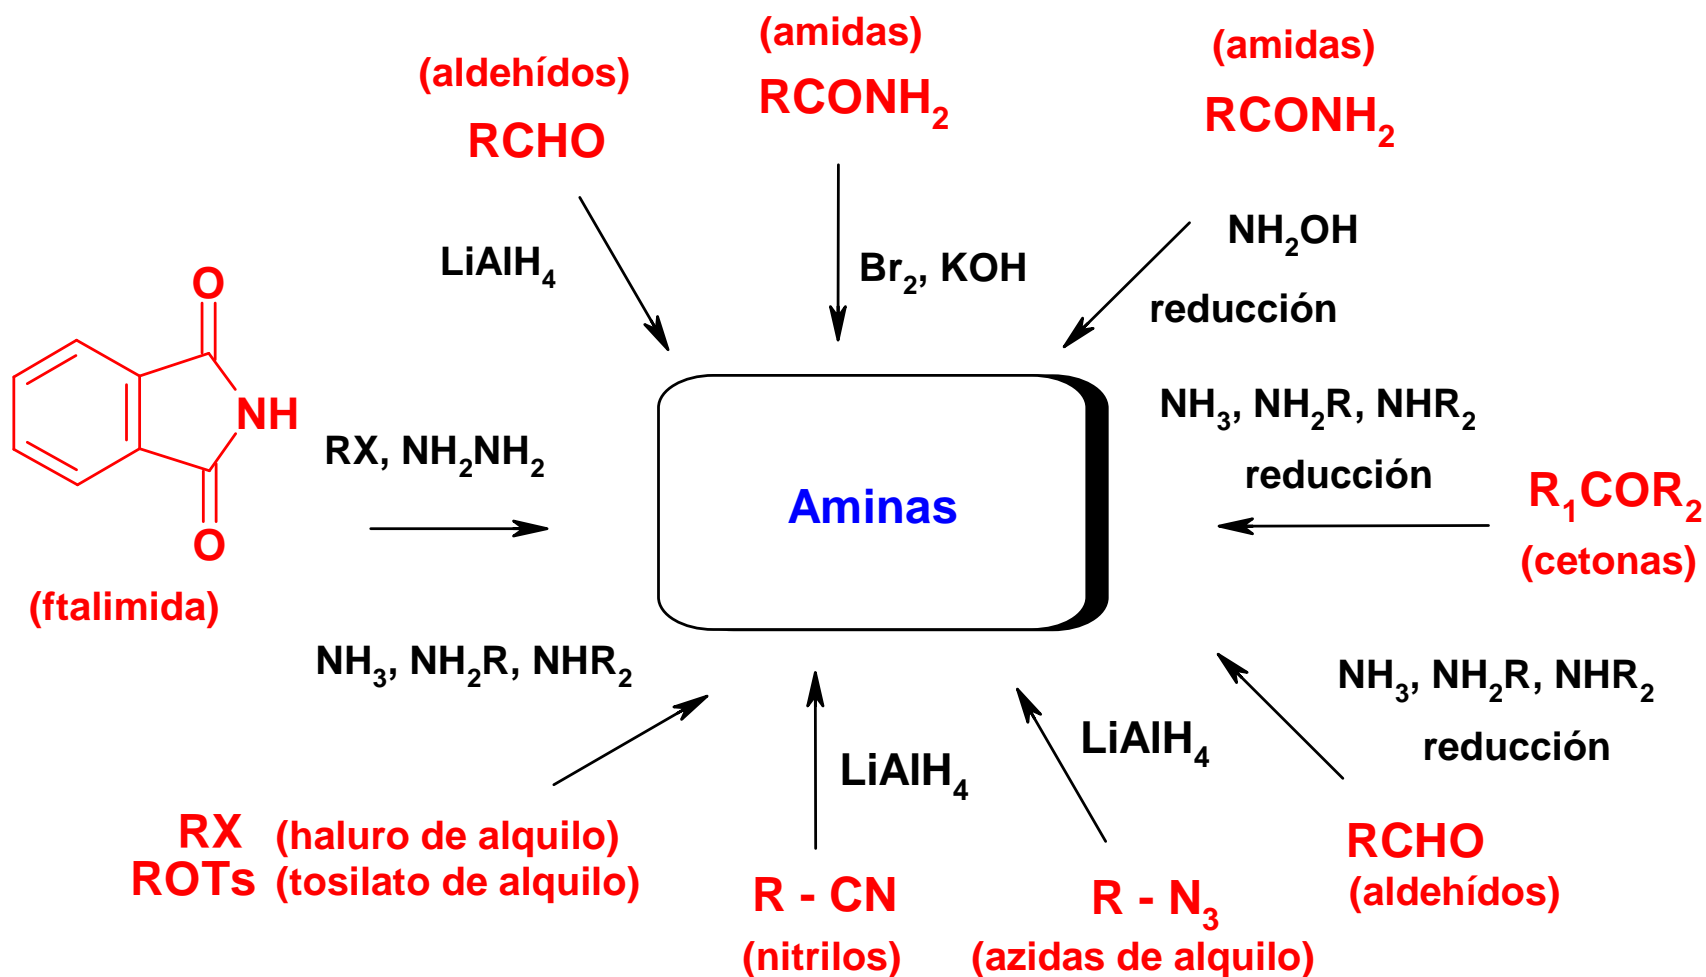 (amidas)
RCONH2
(amidas)
RCONH2
(aldehídos)
RCHO
NH2OH
reducción
LiAlH4
Br2, KOH
O
NH
O
(ftalimida)
RX, NH2NH2
Aminas
NH3, NH2R, NHR2
reducción
R1COR2
(cetonas)
NH3, NH2R, NHR2
RX (haluro de alquilo)
ROTs (tosilato de alquilo)
LiAlH4
R - CN
(nitrilos)
LiAlH4
R - N3
(azidas de alquilo)
NH3, NH2R, NHR2
reducción
RCHO
(aldehídos)